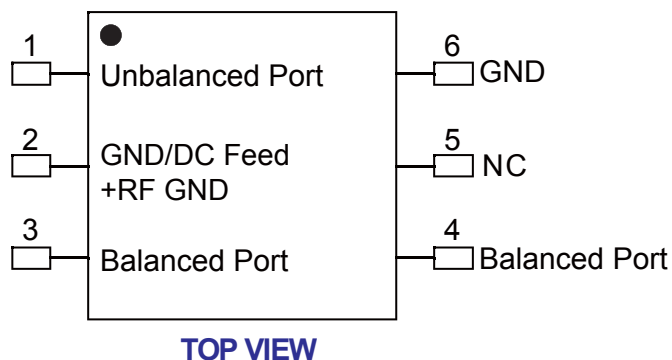 1
Unbalanced Port
6
GND
2
GND/DC Feed
+RF GND
5
NC
3
Balanced Port
4
Balanced Port
TOP VIEW